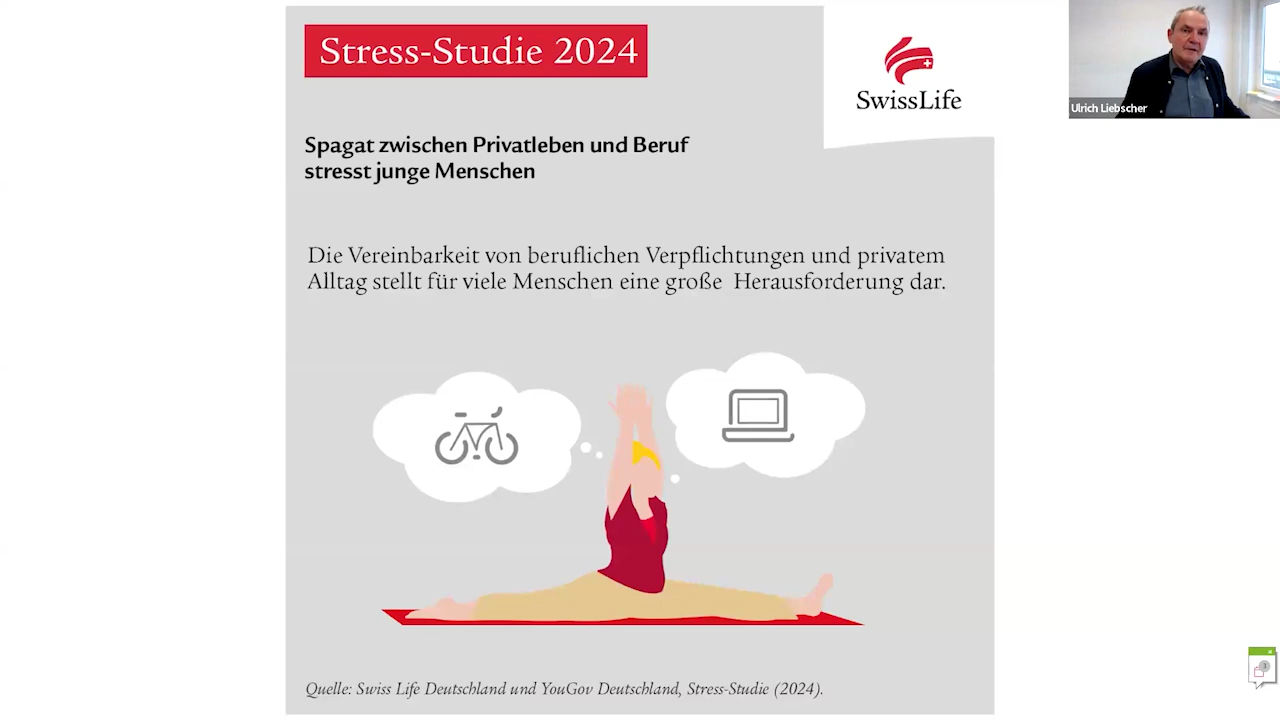 Stress-Studie 2024
SwissLife
Ulrich Liebscher
Spagat zwischen Privatleben und Beruf
stresst junge Menschen
Die Vereinbarkeit von beruflichen Verpflichtungen und privatem
Alltag stellt für viele Menschen eine große Herausforderung dar.
Quelle: Swiss Life Deutschland und YouGov Deutschland, Stress-Studie (2024).
3